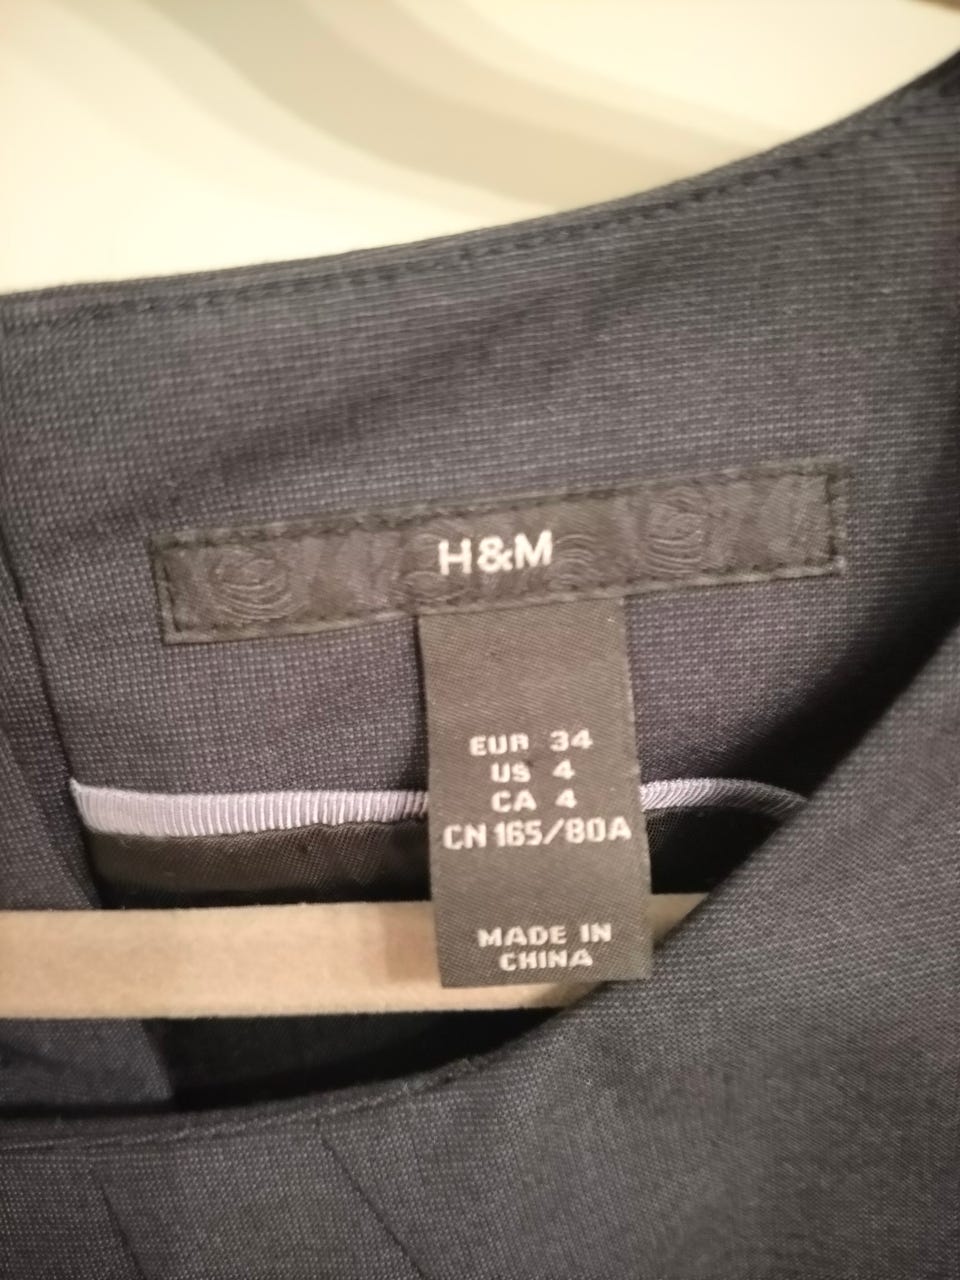 H&M
EUR 34
US 4
CA 4
CN 165/80A
MADE IN
CHINA